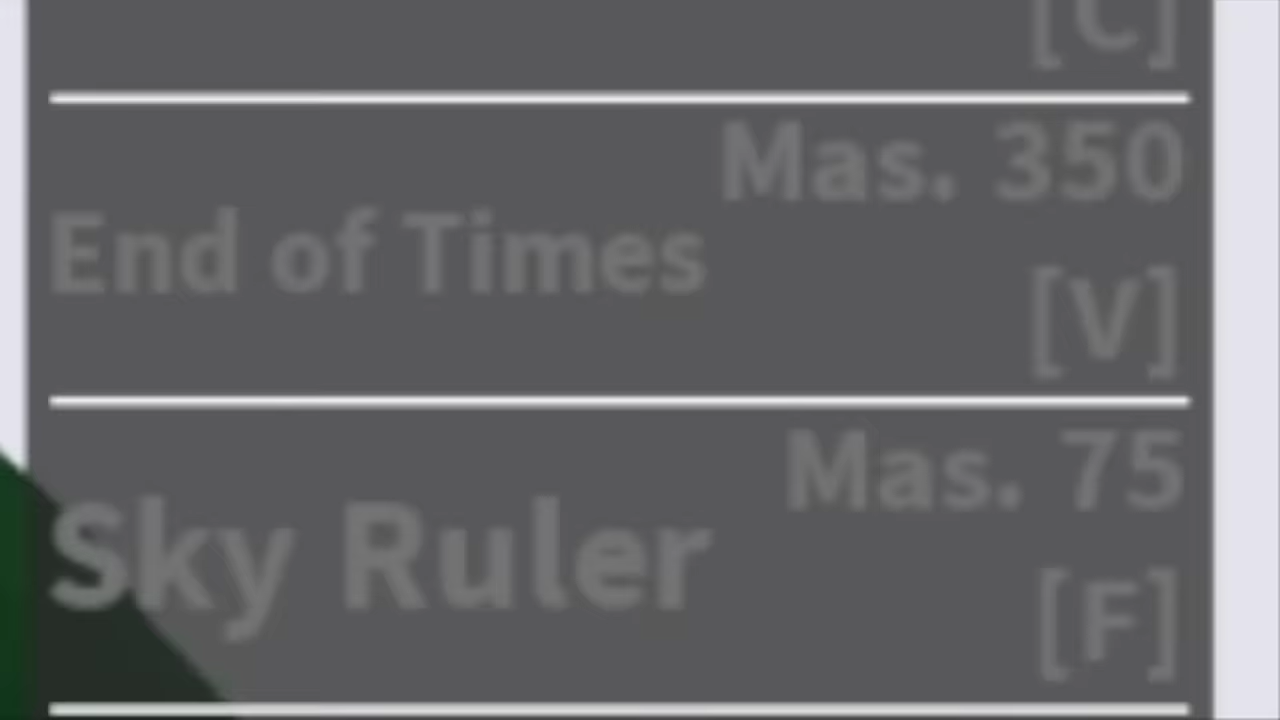 [C]
Mas. 350
End of Times
[V]
Mas. 75
Sky Ruler
[F]